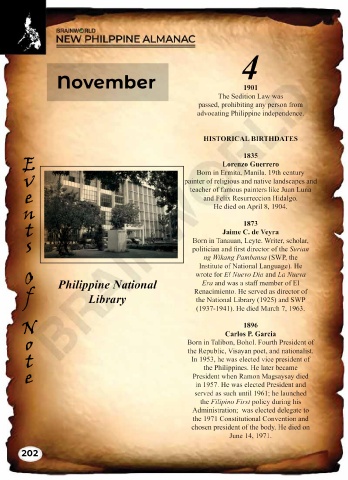 BRAINWORLD
NEW PHILPPINE ALMANAC
November
4
1901
The Sedition Law was
passed, prohibiting any person from
advocating Philippine independence.
HISTORICAL BIRTHDATES
1835
Lorenzo Guerrero
Born in Ermita, Manila. 19th century
painter of religious and native landscapes and
teacher of famous painters like Juan Luna
and Felix Resurreccion Hidalgo.
He died on April 8, 1904.
1873
Jaime C. de Veyra
Born in Tanauan, Leyte. Writer, scholar,
politician and first director of the Surian
ng Wikang Pambansa (SWP, the
Institute of National Language). He
wrote for El Nuevo Dia and La Nueva
Era and was a staff member of El
Renacimiento. He served as director of
the National Library (1925) and SWP
(1937-1941). He died March 7, 1963.
1896
Carlos P. Garcia
Born in Talibon, Bohol. Fourth President of
the Republic, Visayan poet, and nationalist.
In 1953, he was elected vice president of
the Philippines. He later became
President when Ramon Magsaysay died
in 1957. He was elected President and
served as such until 1961; he launched
the Filipino First policy during his
Administration; was elected delegate to
the 1971 Constitutional Convention and
chosen president of the body. He died on
June 14, 1971.
Events of Note
Philippine National
Library
202